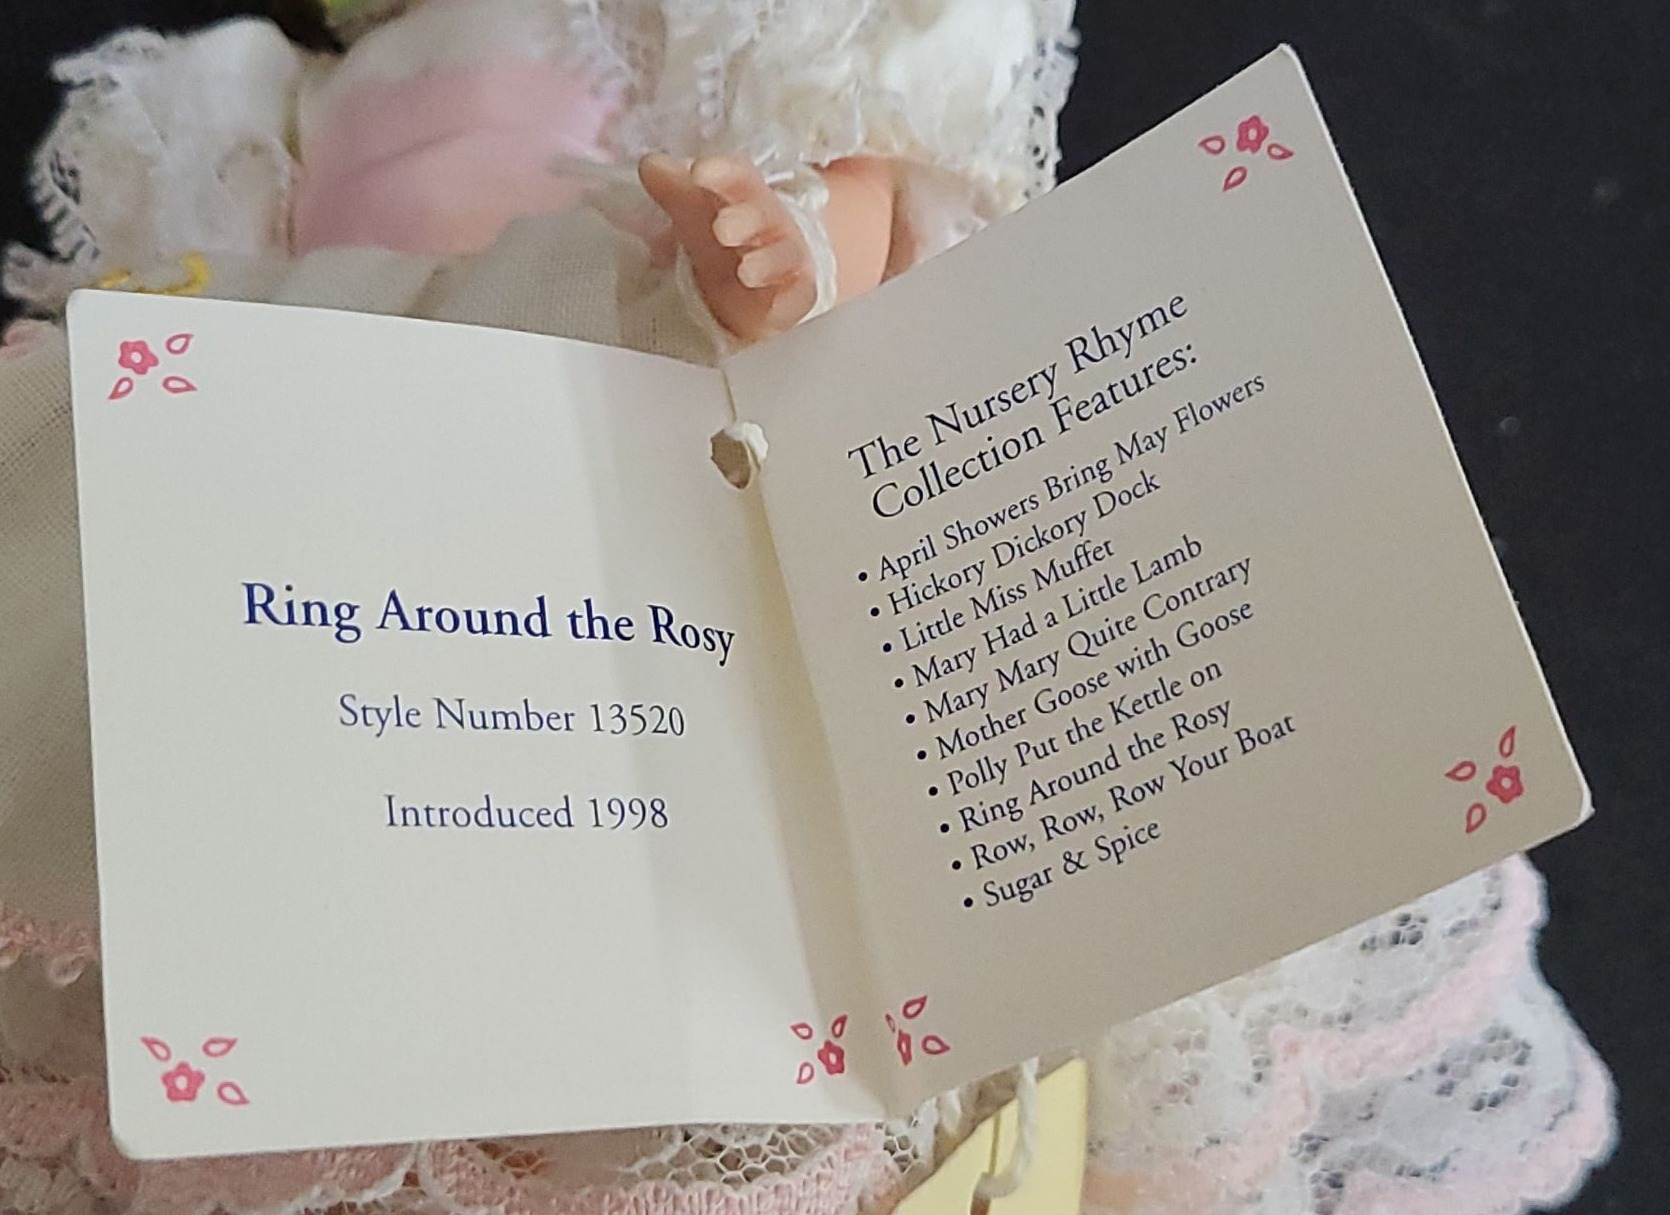 Ring Around the Rosy
Style Number 13520
Introduced 1998
The Nursery Rhyme
Collection Features:
• April Showers Bring May Flowers
• Hickory Dickory Dock
• Little Miss Muffet
• Mary Had a Little Lamb
• Mary Mary Quite Contrary
• Mother Goose with Goose
• Polly Put the Kettle on
• Ring Around the Rosy
• Row, Row, Row Your Boat
• Sugar & Spice